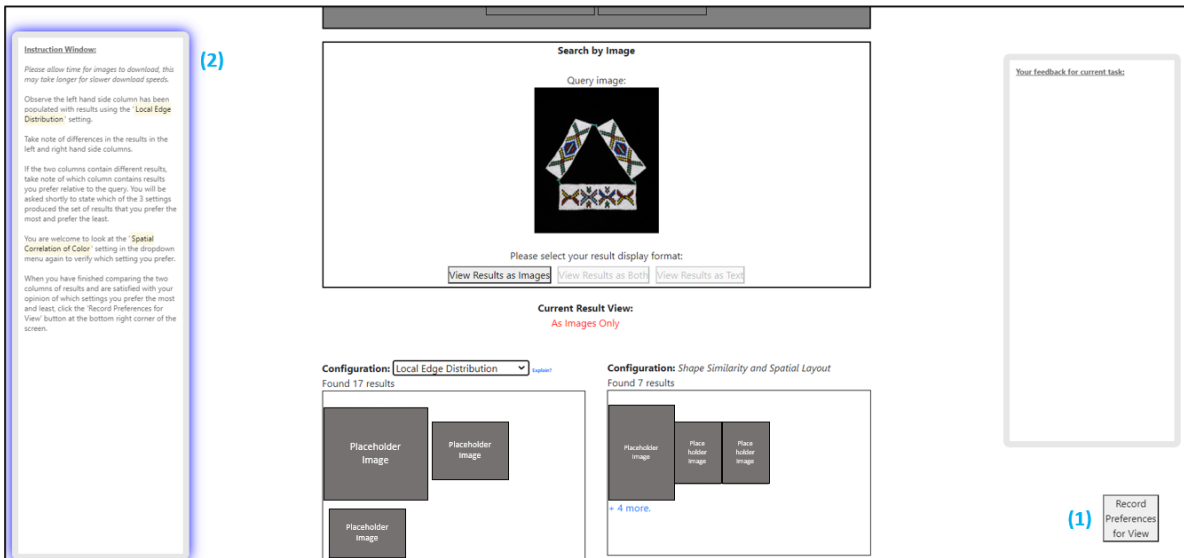 Instruction Window:
Please allow time for images to download, this
may take longer for slower download speeds.
Observe the left hand side column has been
populated with results using the 'Local Edge
Distribution' setting.
Take note of differences in the results in the
left and right hand side columns.
If the two columns contain different results,
take note of which column contains results
you prefer relative to the query. You will be
asked shortly to state which of the 3 settings
produced the set of results that you prefer the
most and prefer the least.
You are welcome to look at the 'Spatial
Correlation of Color' setting in the dropdown
menu again to verify which setting you prefer.
When you have finished comparing the two
columns of results and are satisfied with your
opinion of which settings you prefer the most
and least, click the 'Record Preferences for
View' button at the bottom right corner of the
screen.
(2)
Search by Image
Query image:
Please select your result display format:
View Results as Images View Results as Both View Results as Text
Current Result View:
As Images Only
Configuration: Local Edge Distribution Explain?
Found 17 results
Placeholder
Image
Placeholder
Image
Placeholder
Image
Configuration: Shape Similarity and Spatial Layout
Found 7 results
Placeholder
Image
Place
holder
Image
Place
holder
Image
+ 4 more.
Your feedback for current task:
(1)
Record
Preferences
for View